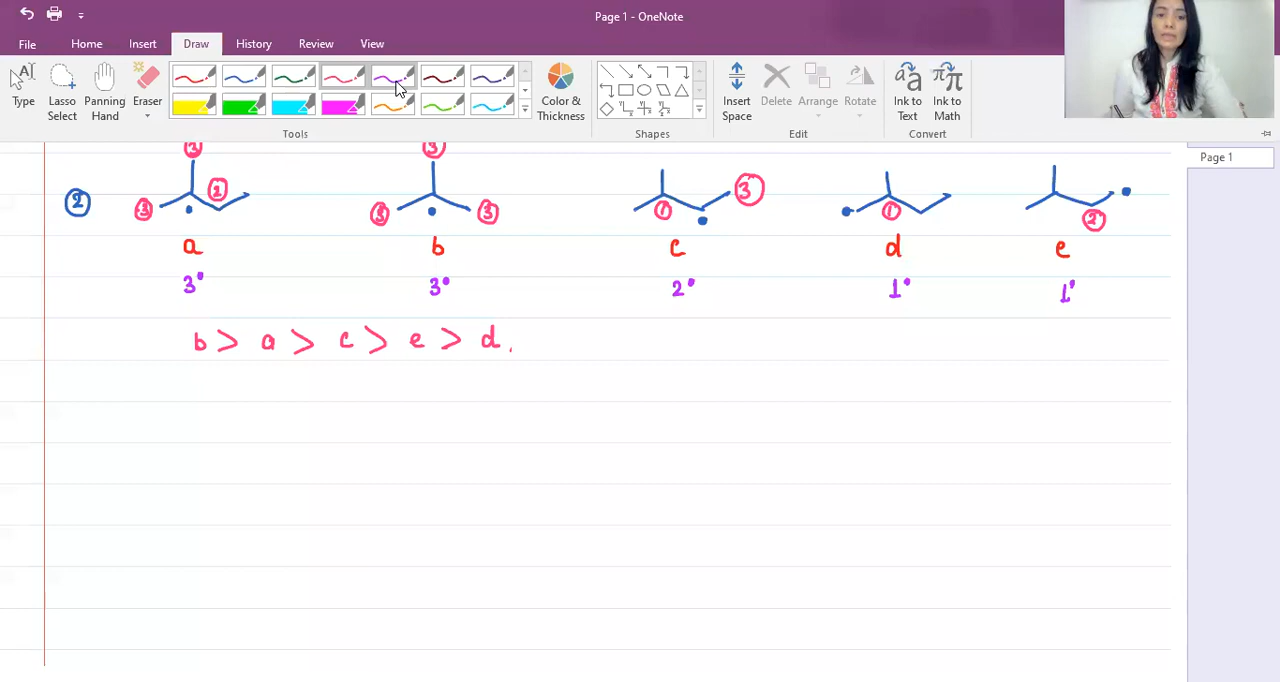 Page 1 - OneNote
File Home Insert Draw History Review View
Type
Lasso Select
Panning Hand
Eraser
Color & Thickness
Insert Space
Delete
Arrange
Rotate
Ink to Text
Ink to Math
Tools
Shapes
Edit
Convert
Page 1
3 3
2 3 2 3 3 1 3 1 2
3
a b c d e
3° 3° 2° 1° 1°
b > a > c > e > d.